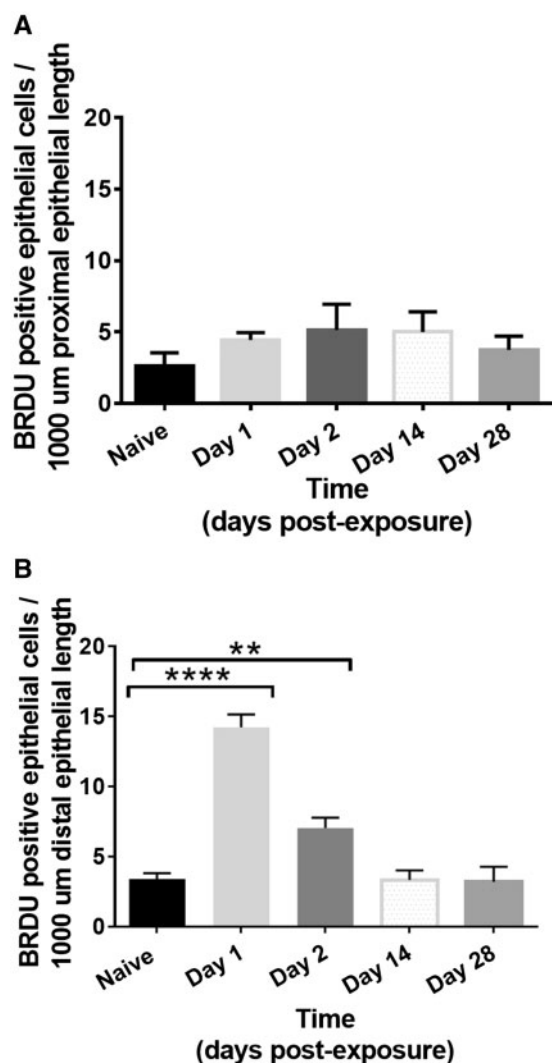 A
BRDU positive epithelial cells /
1000 um proximal epithelial length
20
15
10
5
0
Naive
Day 1
Day 2
Day 14
Day 28
Time
(days post-exposure)
B
BRDU positive epithelial cells /
1000 um distal epithelial length
20
15
10
5
0
**
****
Naive
Day 1
Day 2
Day 14
Day 28
Time
(days post-exposure)